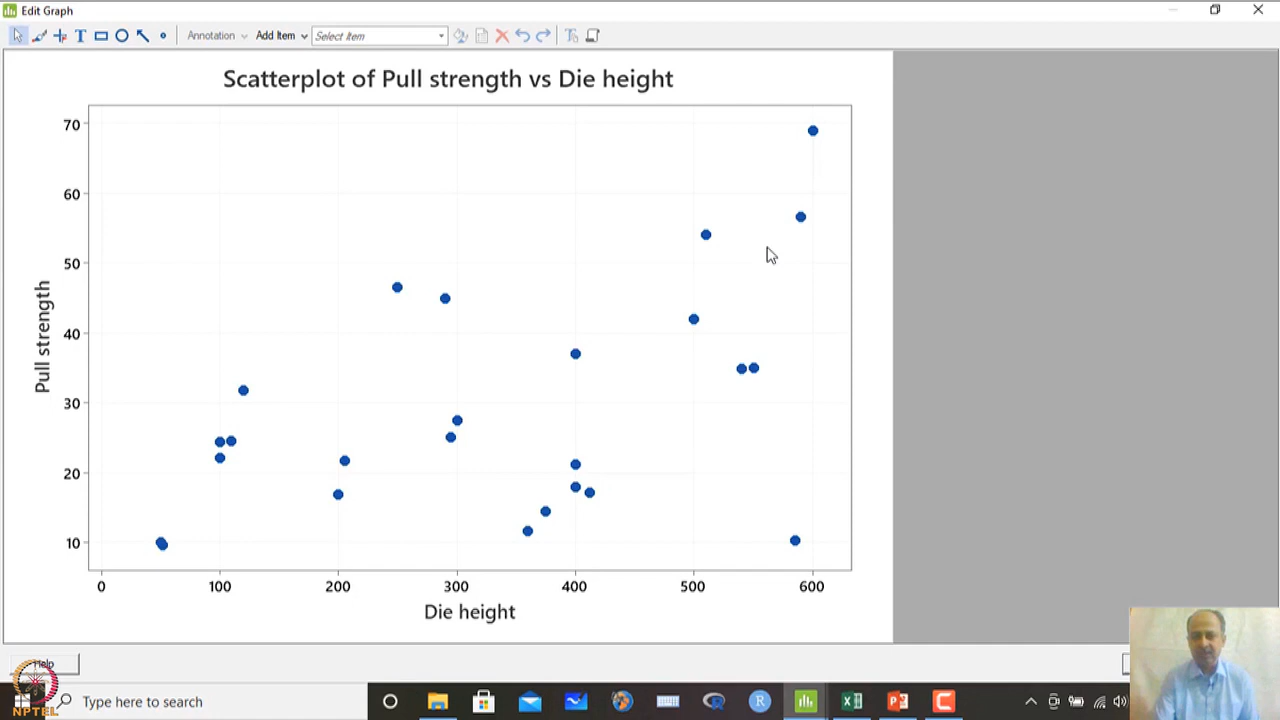 Edit Graph
T Annotation Add Item Select Item T
Scatterplot of Pull strength vs Die height
70
60
50
40
30
20
10
Pull strength
0 100 200 300 400 500 600
Die height
Help
NPTEL
Type here to search
R R